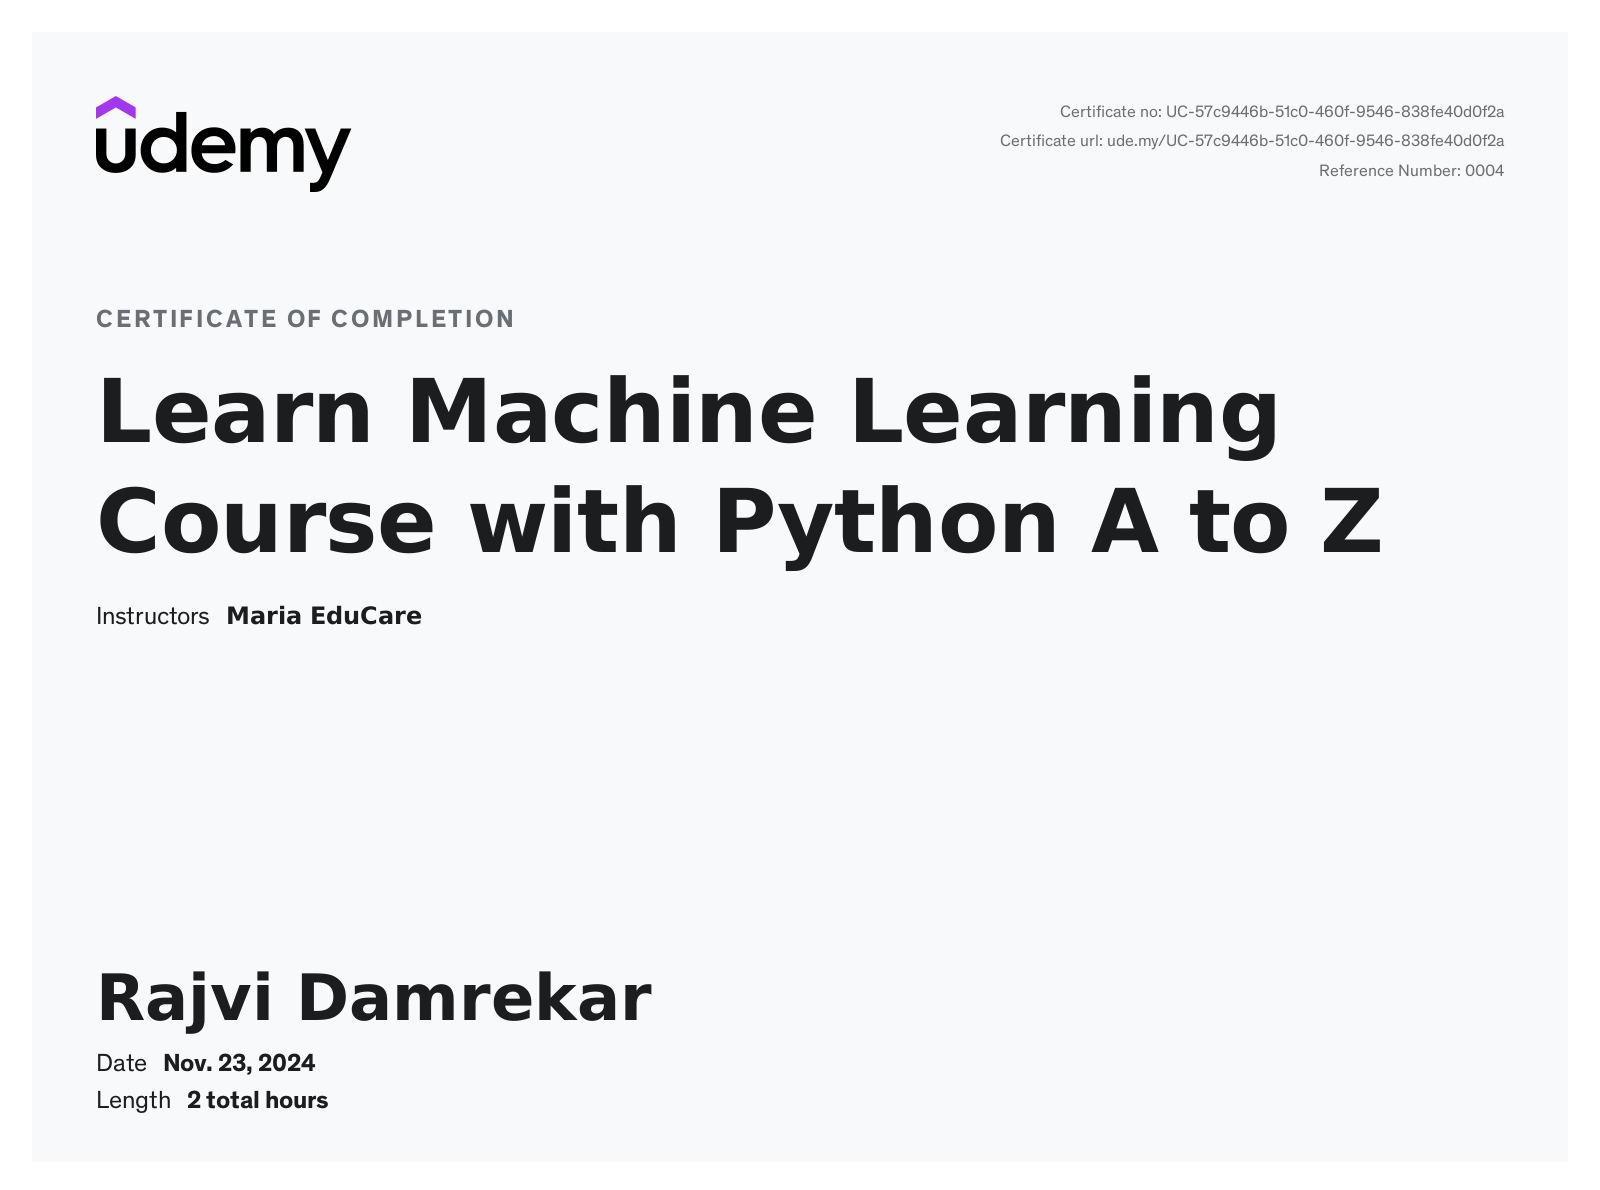 udemy
Certificate no: UC-57c9446b-51c0-460f-9546-838fe40d0f2a
Certificate url: ude.my/UC-57c9446b-51c0-460f-9546-838fe40d0f2a
Reference Number: 0004
CERTIFICATE OF COMPLETION
Learn Machine Learning
Course with Python A to Z
Instructors Maria EduCare
Rajvi Damrekar
Date Nov. 23, 2024
Length 2 total hours